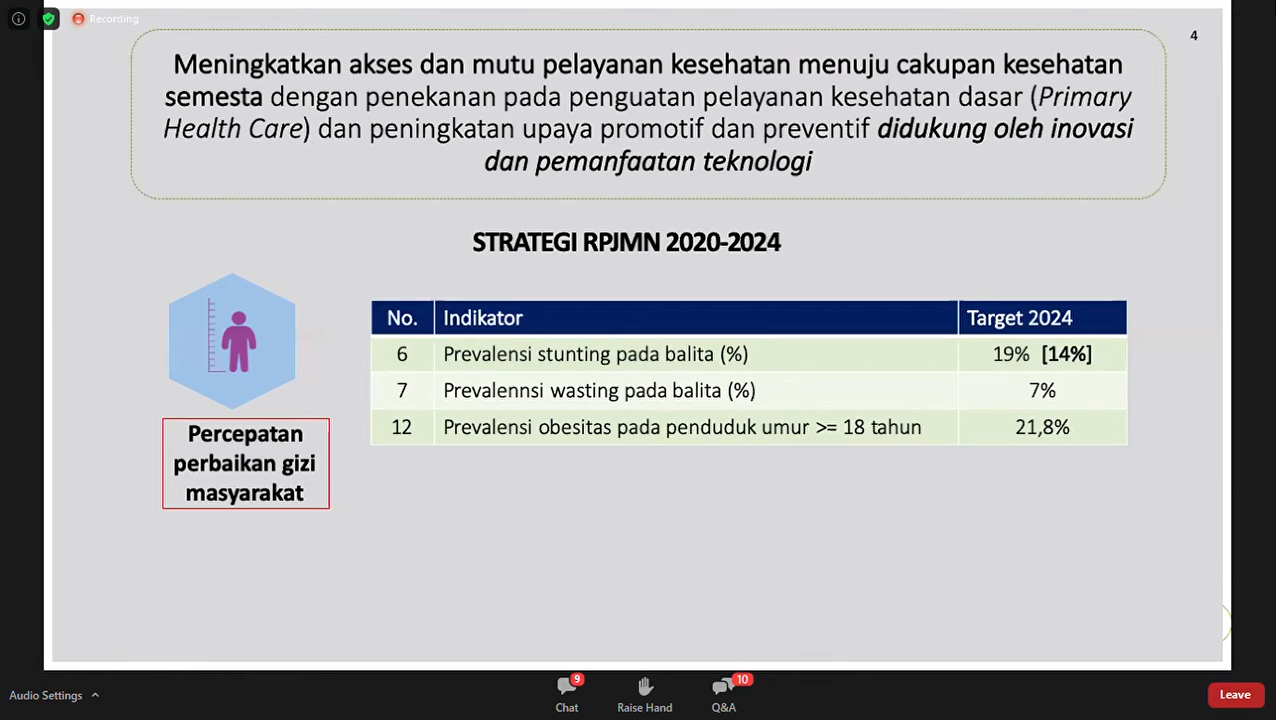 Recording
4
Meningkatkan akses dan mutu pelayanan kesehatan menuju cakupan kesehatan
semesta dengan penekanan pada penguatan pelayanan kesehatan dasar (Primary
Health Care) dan peningkatan upaya promotif dan preventif didukung oleh inovasi
dan pemanfaatan teknologi
STRATEGI RPJMN 2020-2024
Percepatan
perbaikan gizi
masyarakat
No. Indikator Target 2024
6 Prevalensi stunting pada balita (%) 19% [14%]
7 Prevalennsi wasting pada balita (%) 7%
12 Prevalensi obesitas pada penduduk umur >= 18 tahun 21,8%
Audio Settings
9
Chat
Raise Hand
10
Q&A
Leave